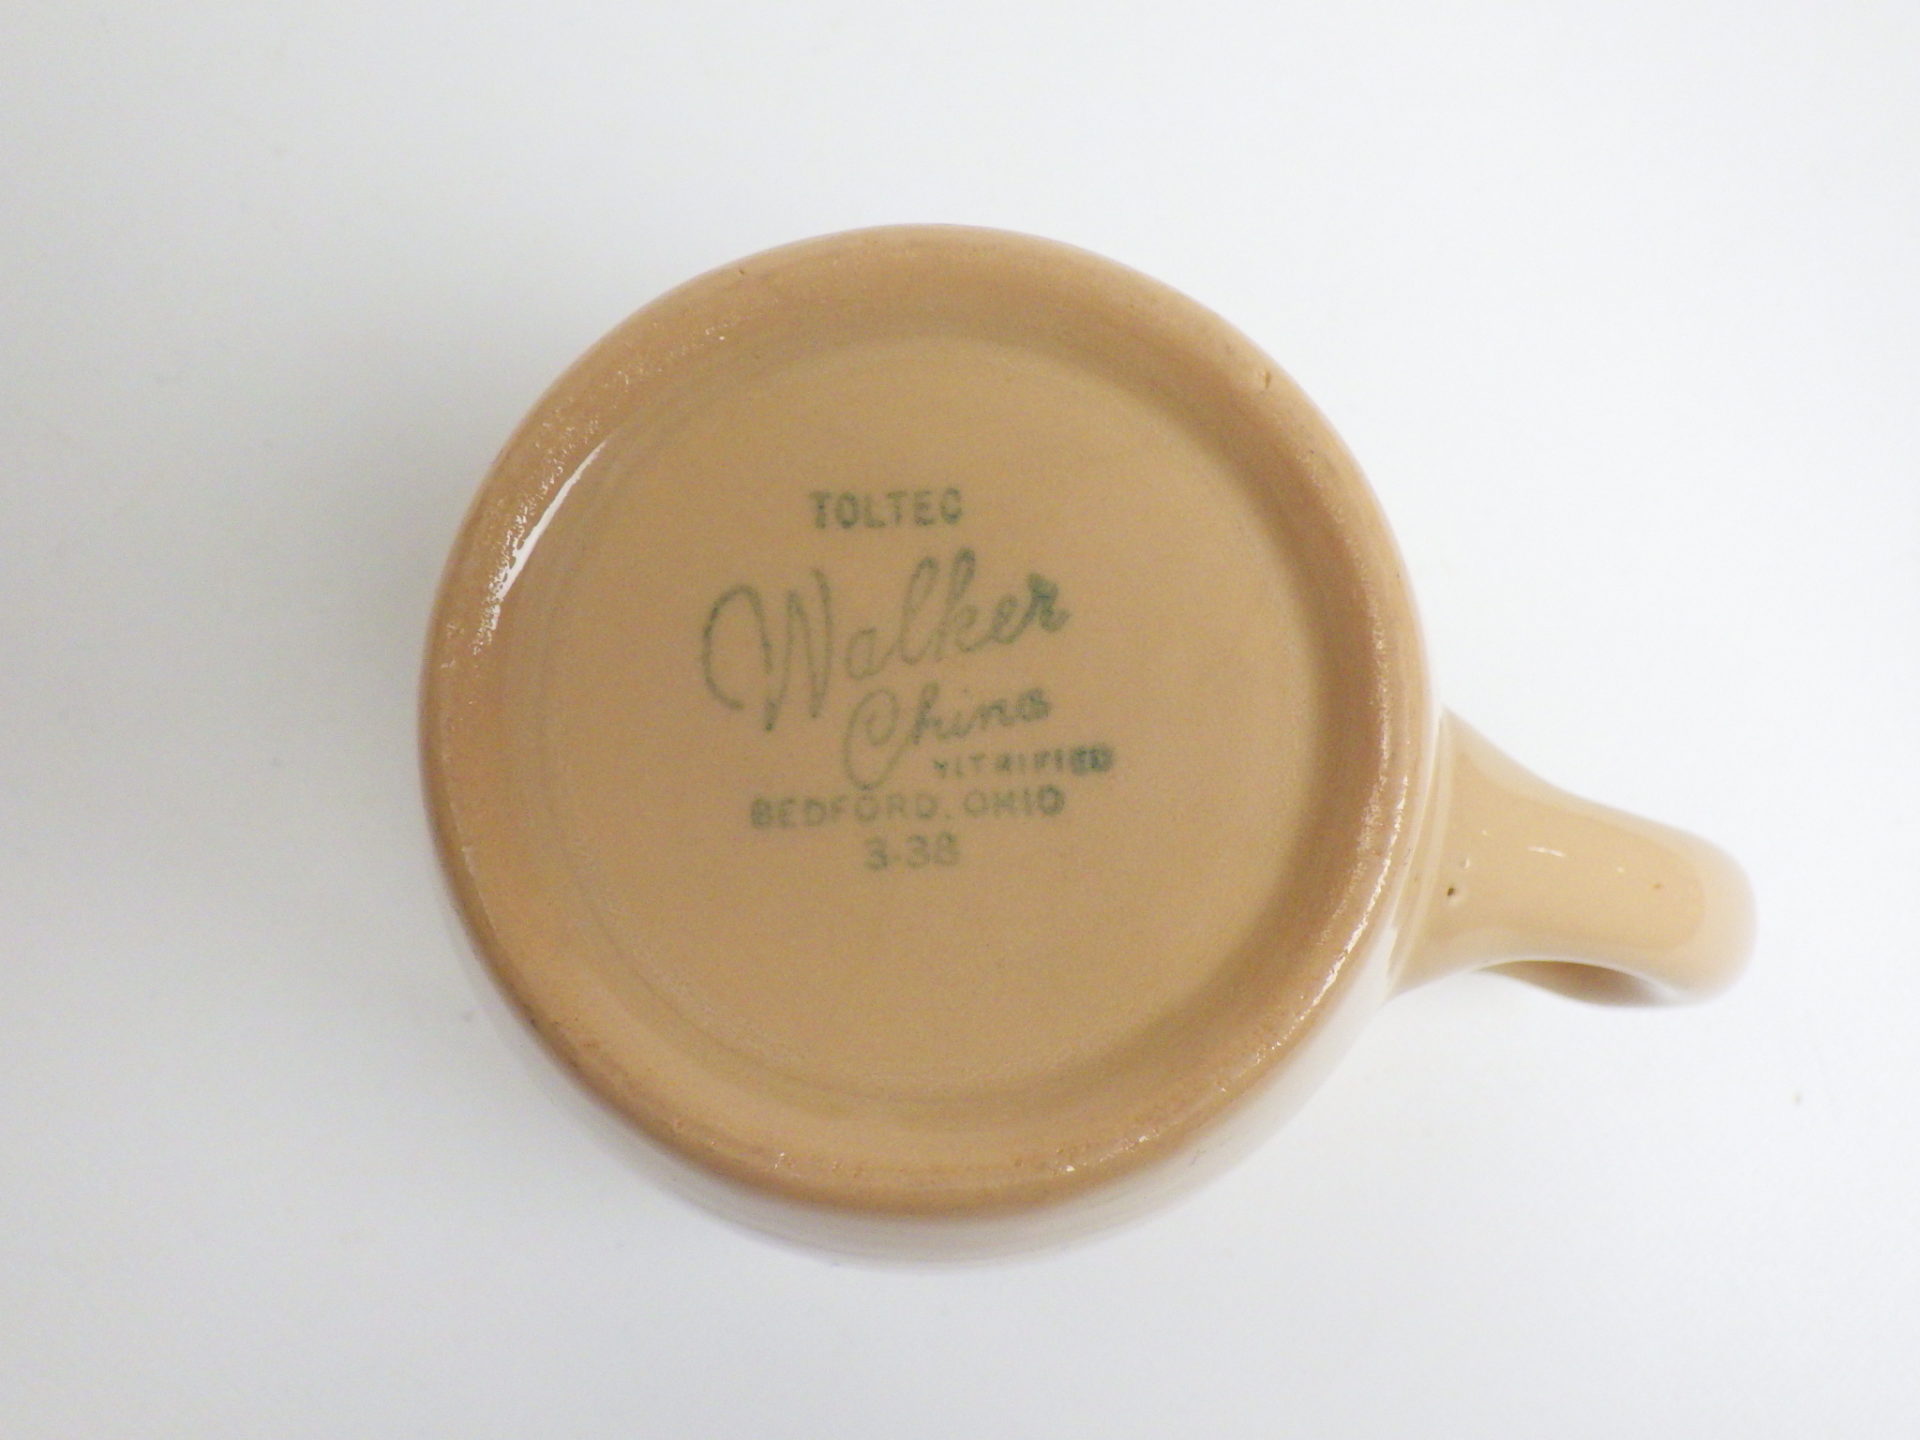 TOLTEC
Walker
China
VITRIFIED
BEDFORD, OHIO
3-38